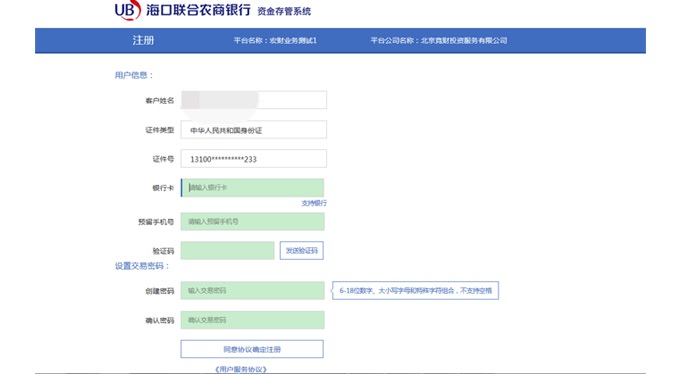 UB 海口联合农商银行 资金存管系统
注册 平台名称：宏财业务测试1 平台公司名称：北京竟财投资服务有限公司
用户信息：
客户姓名
证件类型 中华人民共和国身份证
证件号 13100**********233
银行卡 请输入银行卡
支持银行
预留手机号 请输入预留手机号
验证码 发送验证码
设置交易密码：
创建密码 输入交易密码 6-18位数字、大小写字母和特殊字符组合，不支持空格
确认密码 确认交易密码
同意协议确定注册
《用户服务协议》